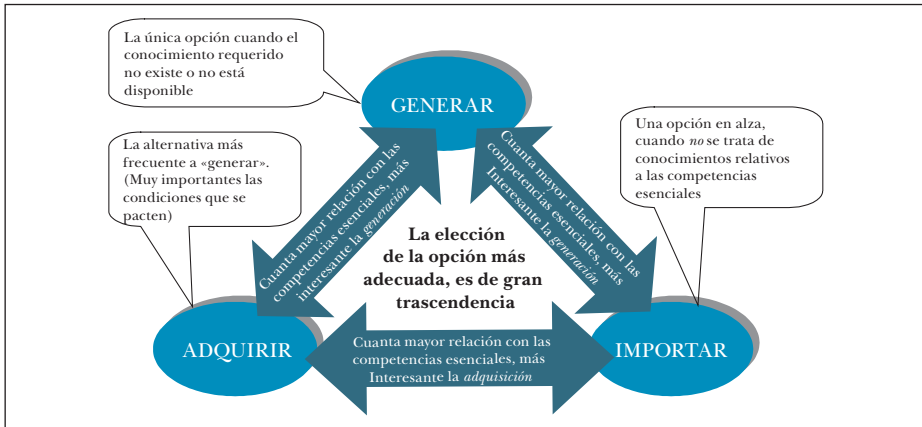 La única opción cuando el
conocimiento requerido
no existe o no está
disponible
GENERAR
La alternativa más
frecuente a «generar».
(Muy importantes las
condiciones que se
pacten)
Una opción en alza,
cuando no se trata de
conocimientos relativos
a las competencias
esenciales
Cuanta mayor relación con las
competencias esenciales, más
interesante la generación
Cuanta mayor relación con las
competencias esenciales, más
Interesante la generación
La elección
de la opción más
adecuada, es de gran
trascendencia
ADQUIRIR
Cuanta mayor relación con las
competencias esenciales, más
Interesante la adquisición
IMPORTAR